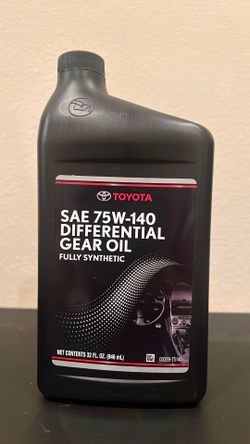 TOYOTA
SAE 75W-140
DIFFERENTIAL
GEAR OIL
FULLY SYNTHETIC
NET CONTENTS 32 FL. OZ. (946 mL)